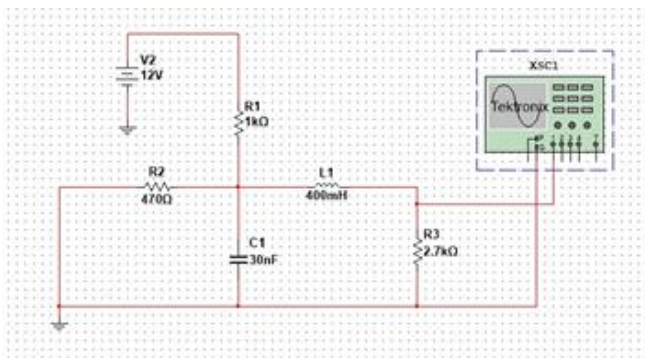 XSC1
V2
12V
Tektronix
R1
1kΩ
R2
470Ω
L1
400mH
C1
30nF
R3
2.7kΩ